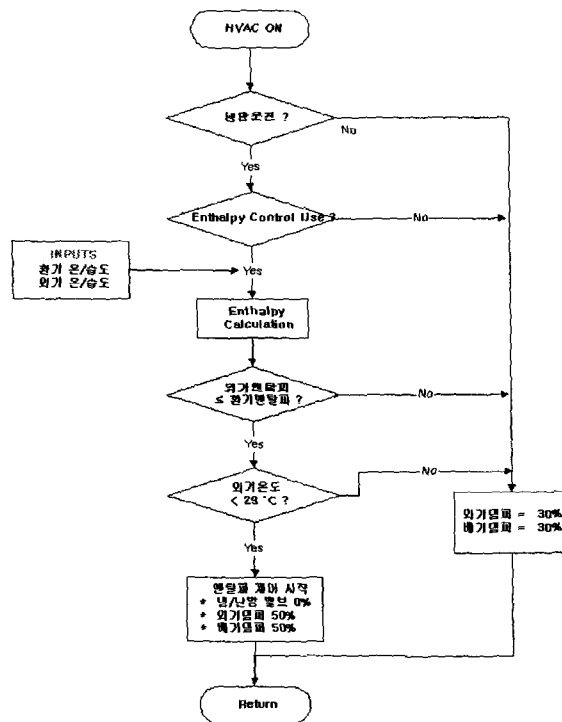 HVAC ON
냉방운전 ?
No
Yes
Enthalpy Control Use ?
No
INPUTS
환기 온/습도
외기 온/습도
Yes
Enthalpy
Calculation
외기엔탈피
≤ 환기엔탈피 ?
No
Yes
외기온도
< 29 °C ?
No
외기댐퍼 = 30%
배기댐퍼 = 30%
Yes
엔탈피 제어 시작
* 냉/난방 밸브 0%
* 외기댐퍼 50%
* 배기댐퍼 50%
Return